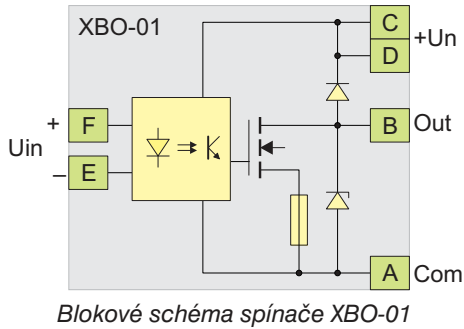 XBO-01
C
+Un
D
+ F
Uin
– E
B Out
A Com
Blokové schéma spínače XBO-01